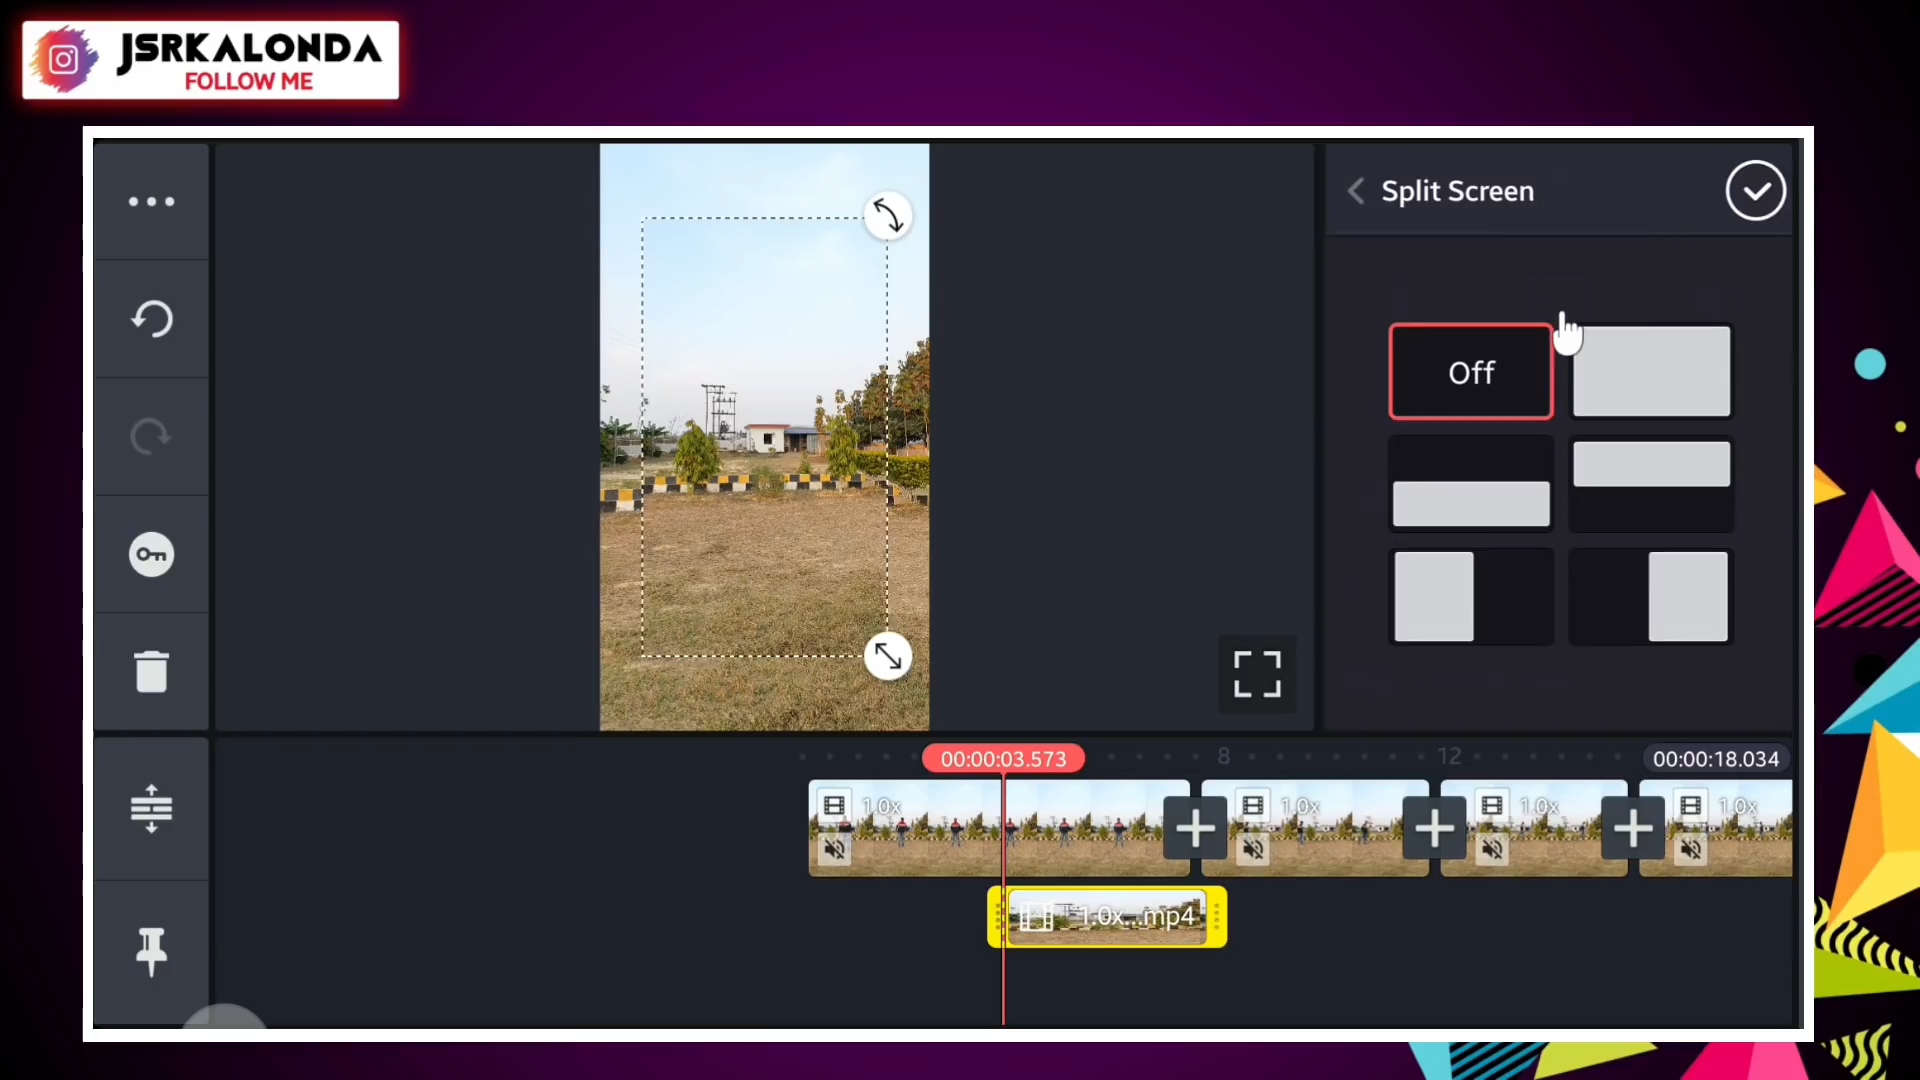 JSRKALONDA
FOLLOW ME
Split Screen
Off
00:00:03.573
8
12
00:00:18.034
1.0x
1.0x
1.0x
1.0x
1.0x...mp4